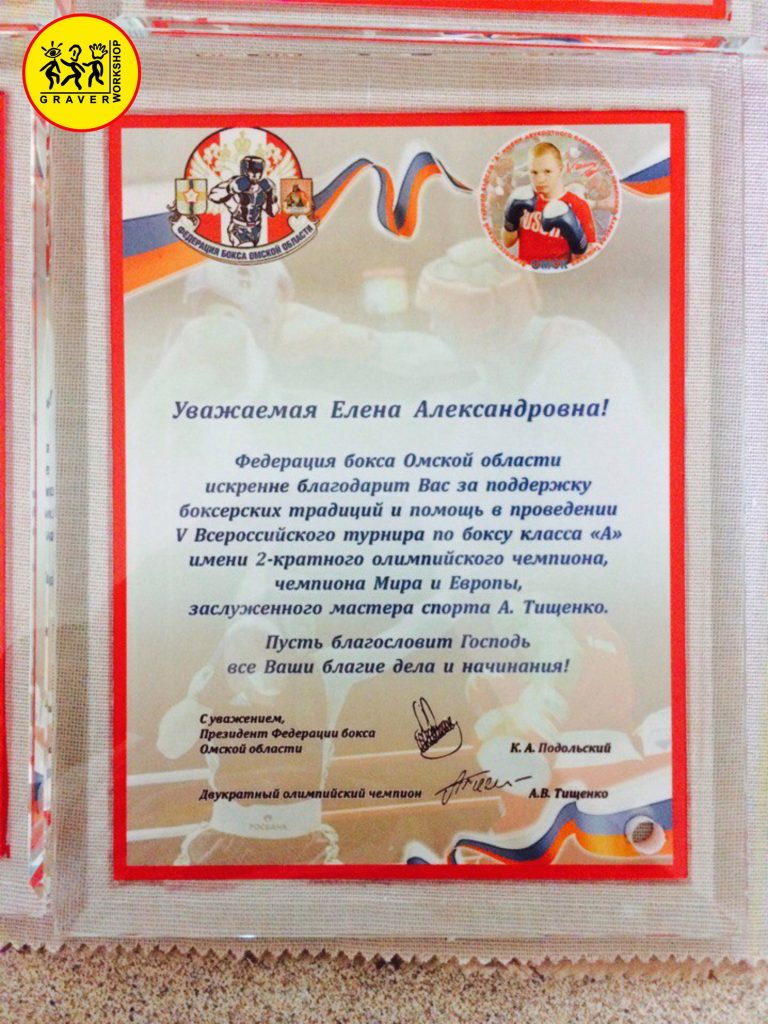 GRAVER
WORKSHOP
ФЕДЕРАЦИЯ БОКСА ОМСКОЙ ОБЛАСТИ
ОМСК
Уважаемая Елена Александровна!
Федерация бокса Омской области
искренне благодарит Вас за поддержку
боксерских традиций и помощь в проведении
V Всероссийского турнира по боксу класса «А»
имени 2-кратного олимпийского чемпиона,
чемпиона Мира и Европы,
заслуженного мастера спорта А. Тищенко.
Пусть благословит Господь
все Ваши благие дела и начинания!
С уважением,
Президент Федерации бокса
Омской области
К. А. Подольский
Двукратный олимпийский чемпион
А.В. Тищенко
РОСБАНК